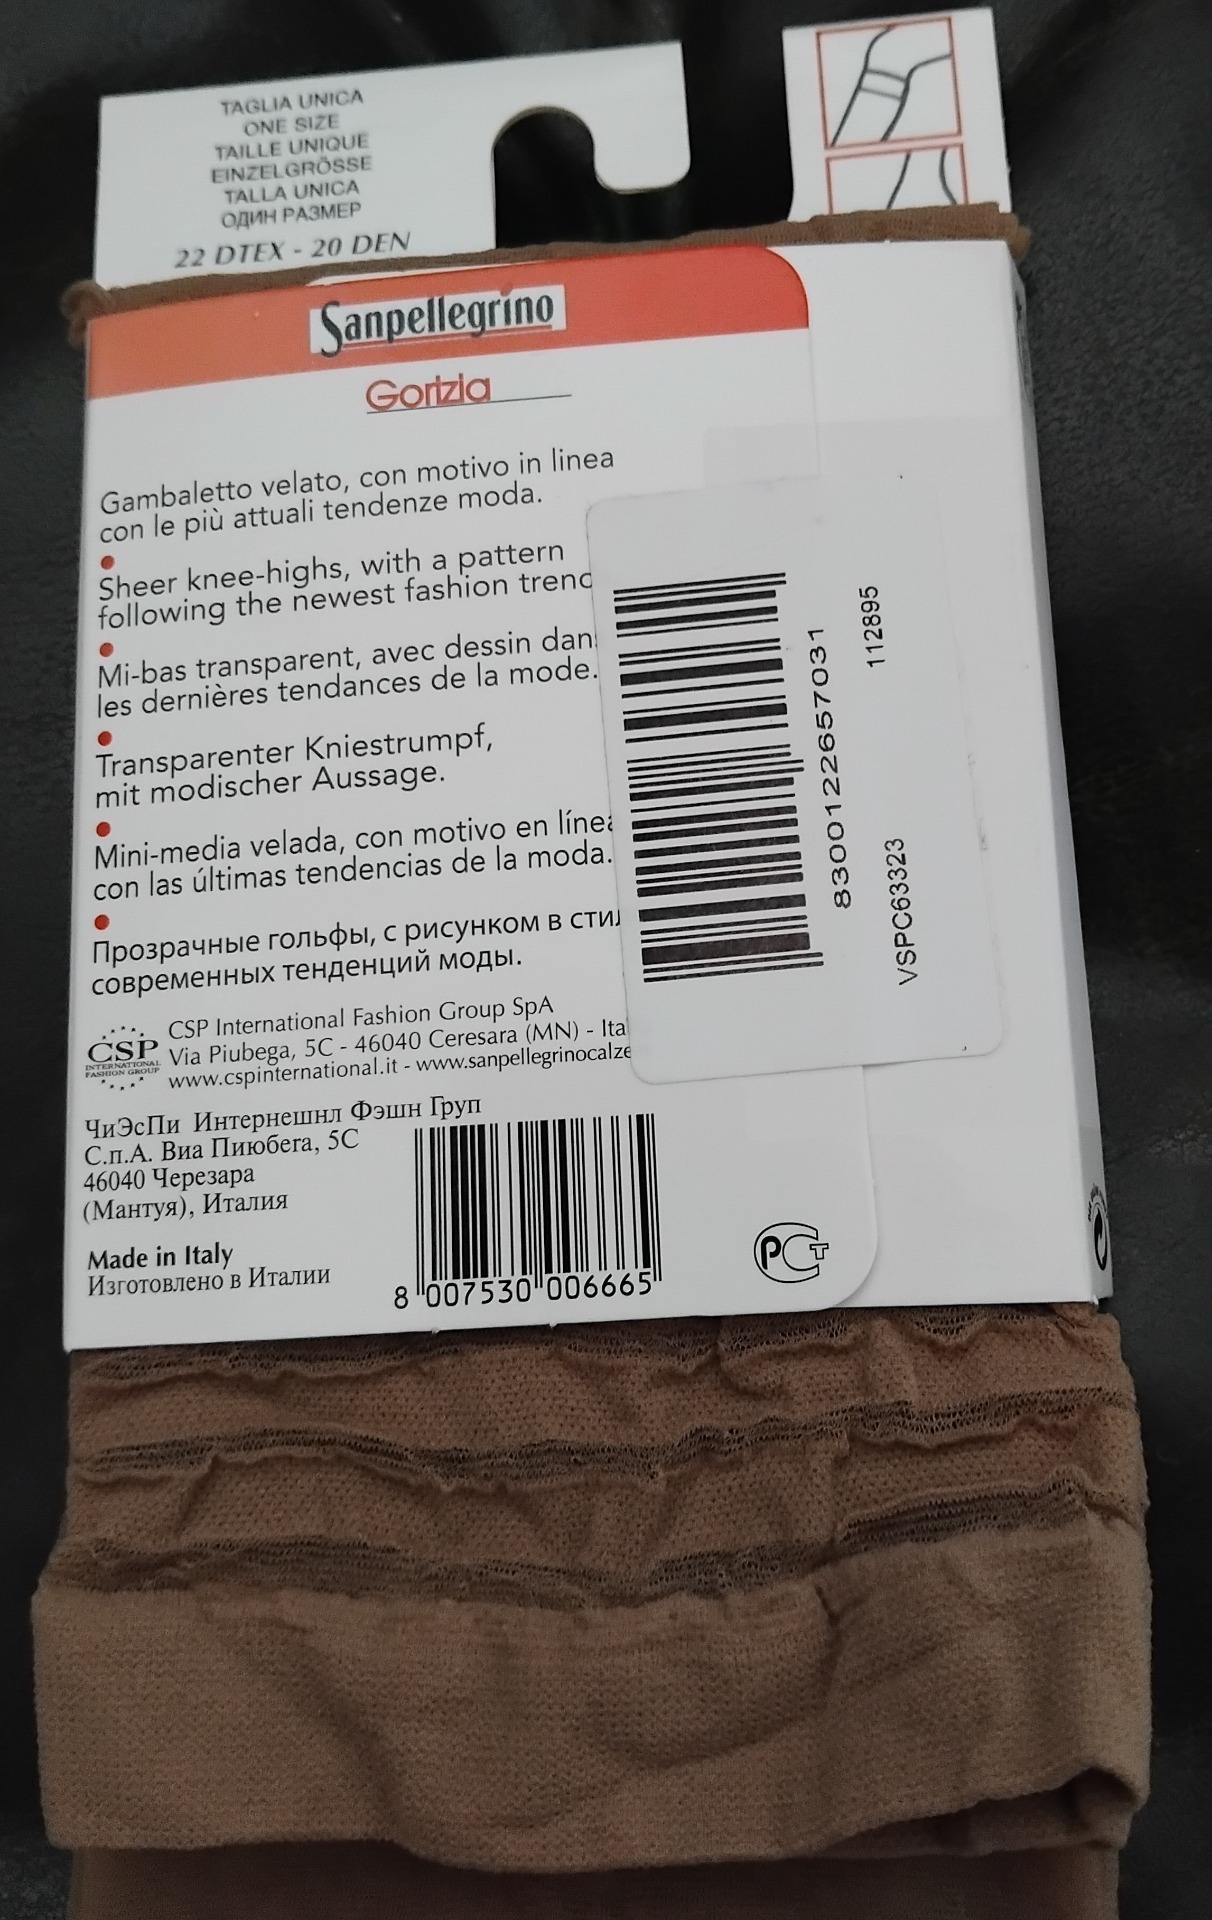 TAGLIA UNICA
ONE SIZE
TAILLE UNIQUE
EINZELGRÖSSE
TALLA UNICA
ОДИН РАЗМЕР
22 DTEX - 20 DEN
Sanpellegrino
Gorizia
Gambaletto velato, con motivo in linea
con le più attuali tendenze moda.
Sheer knee-highs, with a pattern
following the newest fashion trend
Mi-bas transparent, avec dessin dans
les dernières tendances de la mode.
Transparenter Kniestrumpf,
mit modischer Aussage.
Mini-media velada, con motivo en línea
con las últimas tendencias de la moda.
Прозрачные гольфы, с рисунком в
современных тенденций моды.
CSP
INTERNATIONAL
FASHION GROUP
CSP International Fashion Group SpA
Via Piubega, 5C - 46040 Ceresara (MN) - Ita
www.cspinternational.it - www.sanpellegrinocalze
ЧиЭсПи Интернешнл Фэшн Груп
С.п.А. Виа Пиюбега, 5С
46040 Черезара
(Мантуя), Италия
Made in Italy
Изготовлено в Италии
8 007530 006665
8300122657031
112895
VSPC63323
РСТ